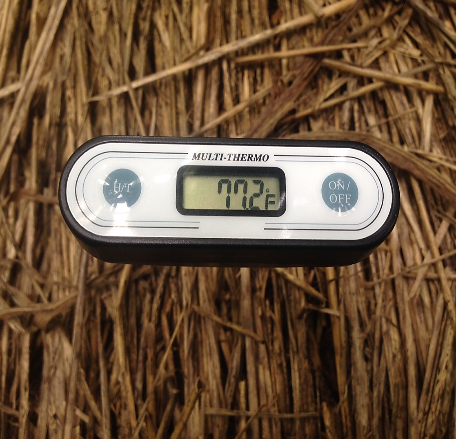 MULTI-THERMO
77.2°F
ON/
OFF